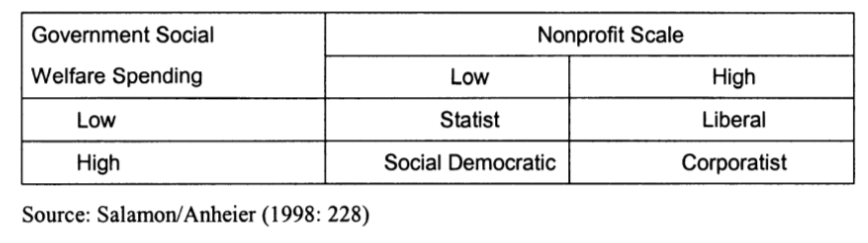 Government Social Nonprofit Scale
Welfare Spending Low High
Low Statist Liberal
High Social Democratic Corporatist
Source: Salamon/Anheier (1998: 228)